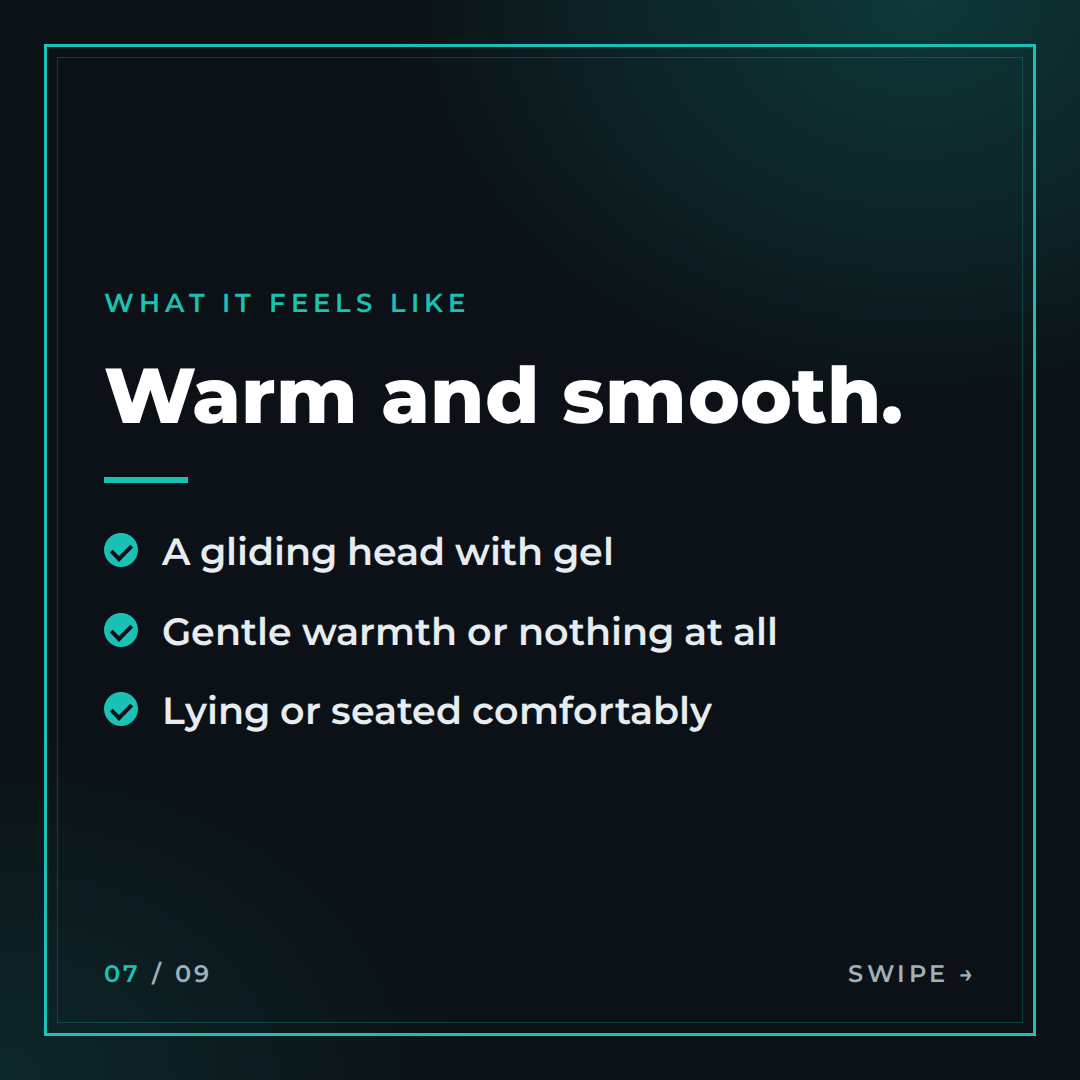 WHAT IT FEELS LIKE
Warm and smooth.
A gliding head with gel
Gentle warmth or nothing at all
Lying or seated comfortably
07 / 09
SWIPE →